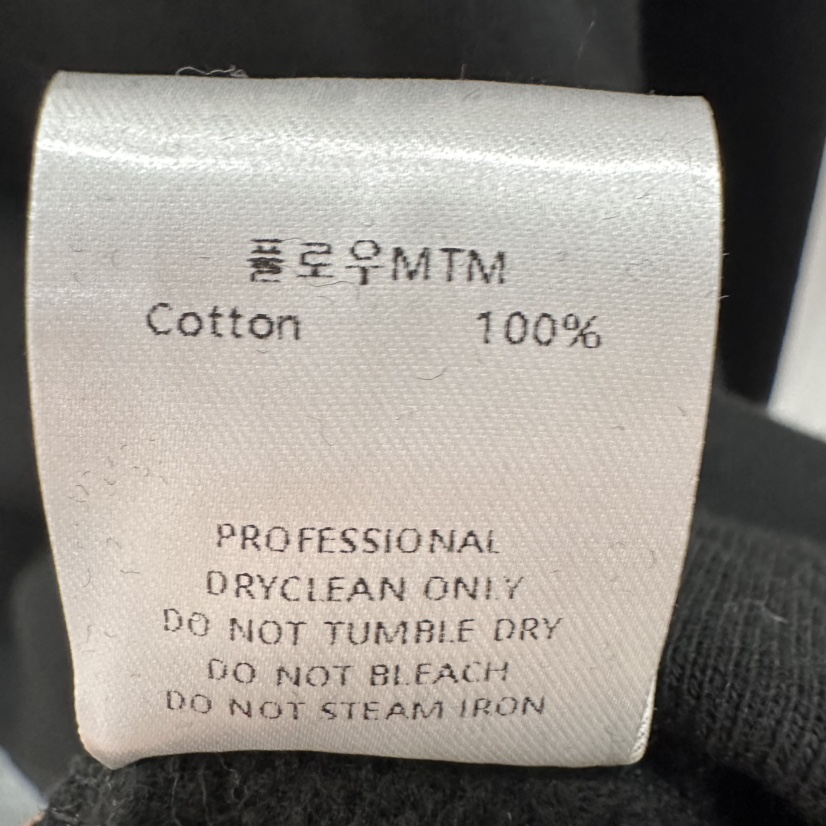 플로우MTM
Cotton 100%
PROFESSIONAL
DRYCLEAN ONLY
DO NOT TUMBLE DRY
DO NOT BLEACH
DO NOT STEAM IRON